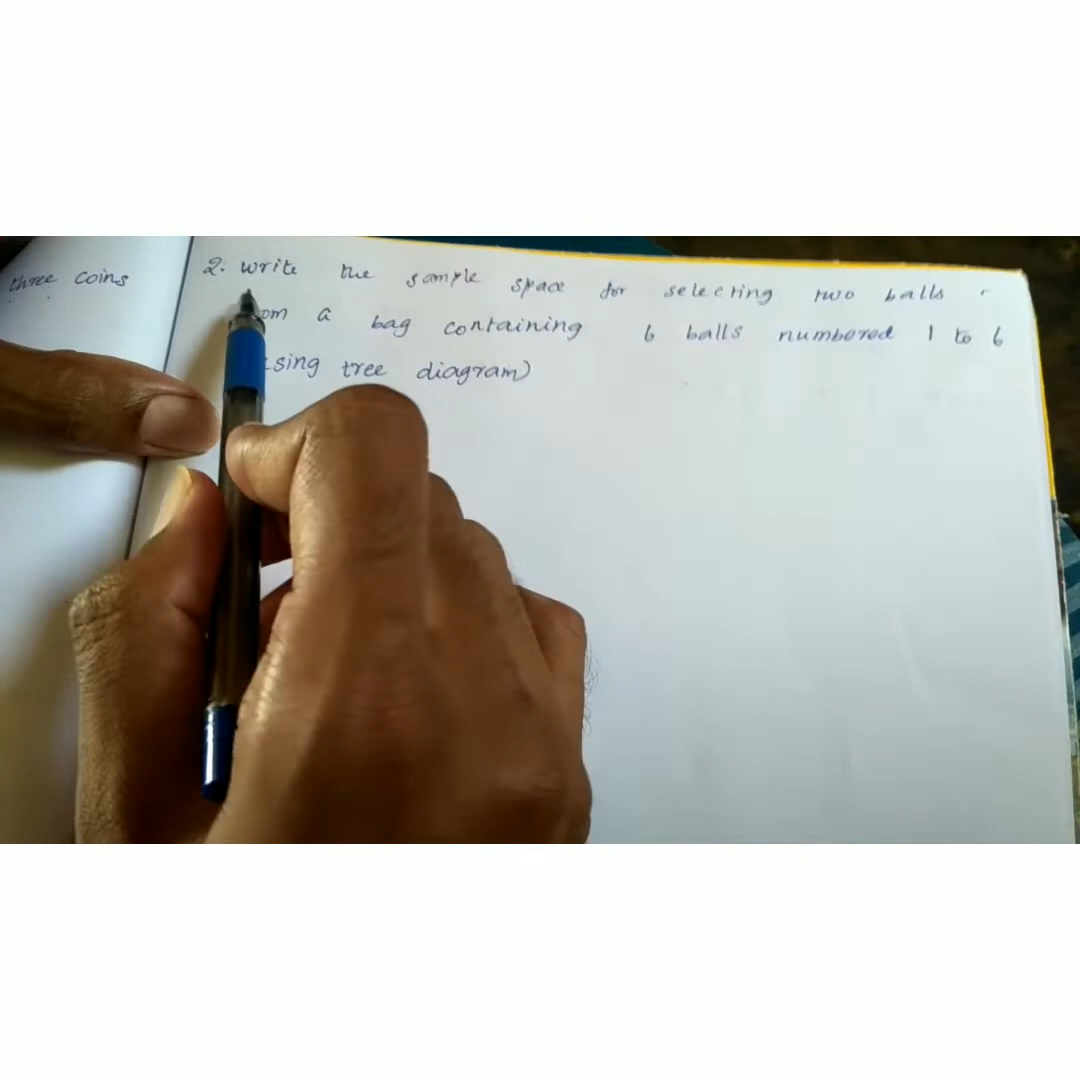 three coins
2. Write the sample space for selecting two balls -
a bag containing 6 balls numbered 1 to 6
tree diagram)